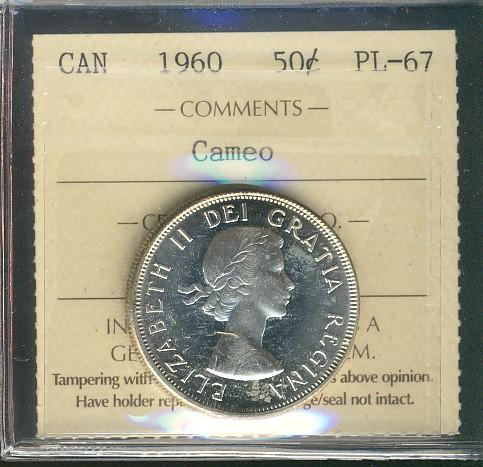 CAN 1960 50¢ PL-67
— COMMENTS —
Cameo
ELIZABETH II DEI GRATIA REGINA
A
Tampering with above opinion.
Have holder seal not intact.